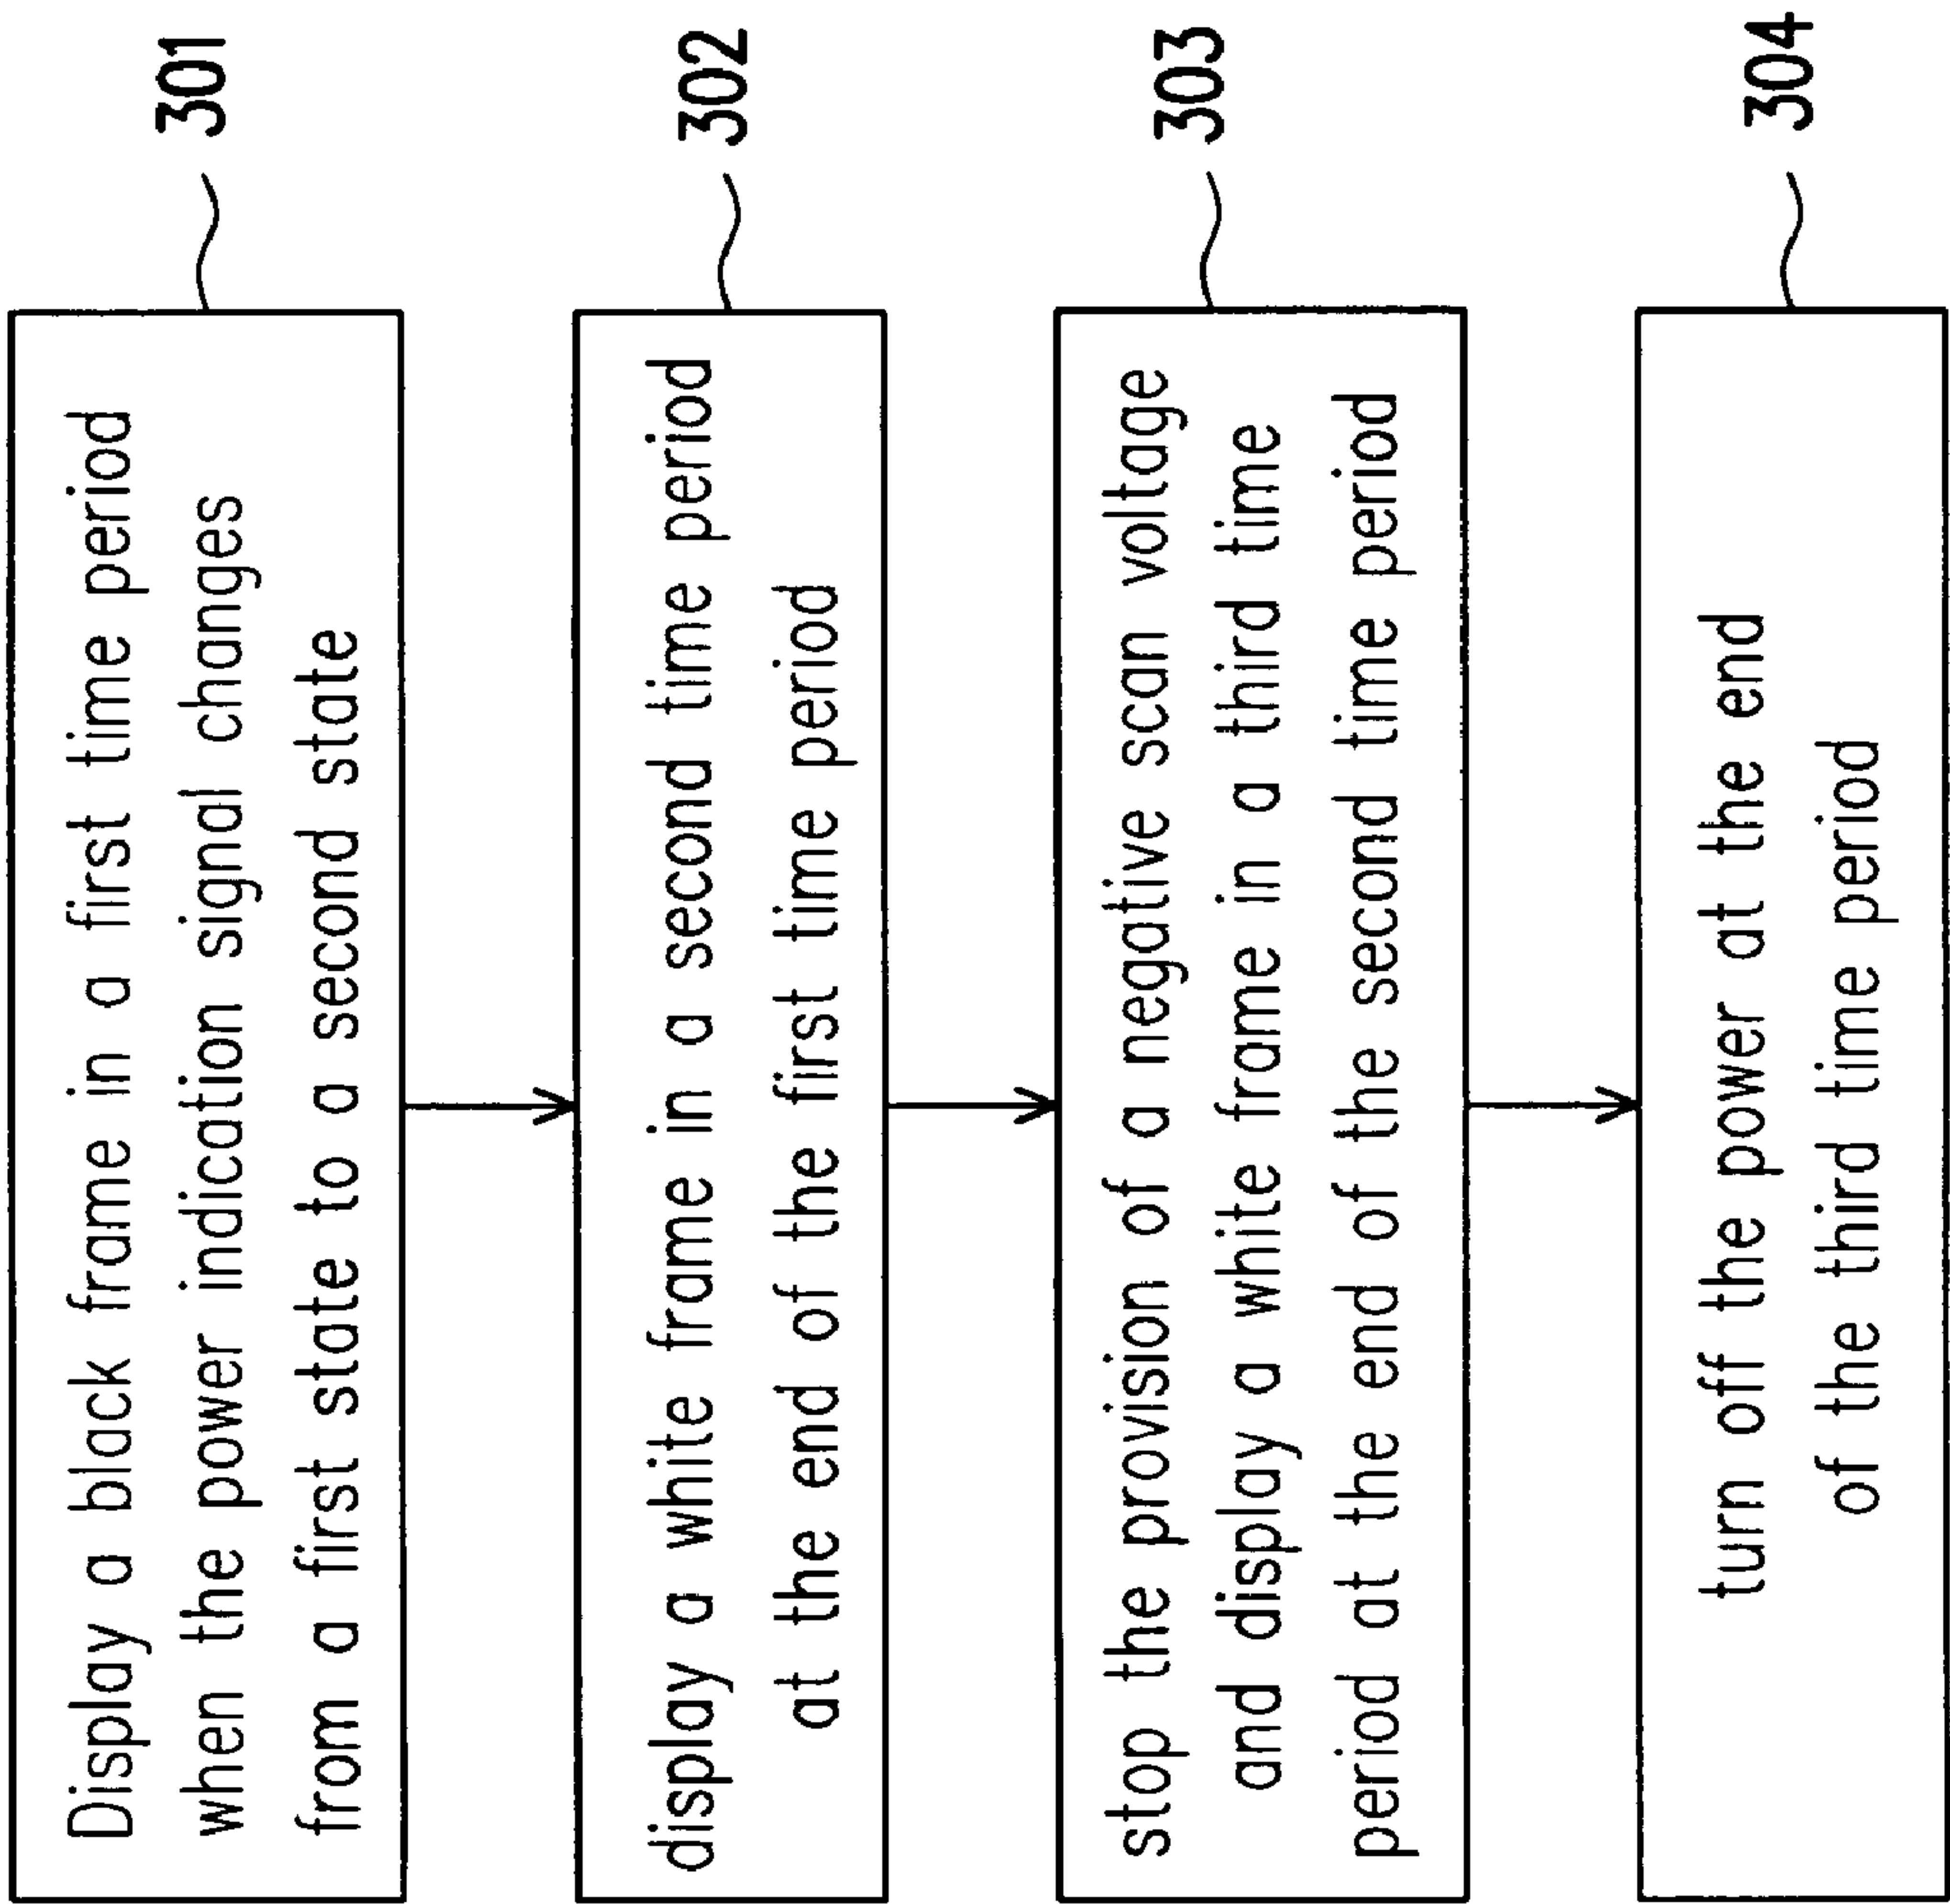 Display a black frame in a first time period
when the power indication signal changes
from a first state to a second state
301
display a white frame in a second time period
at the end of the first time period
302
stop the provision of a negative scan voltage
and display a white frame in a third time
period at the end of the second time period
303
turn off the power at the end
of the third time period
304